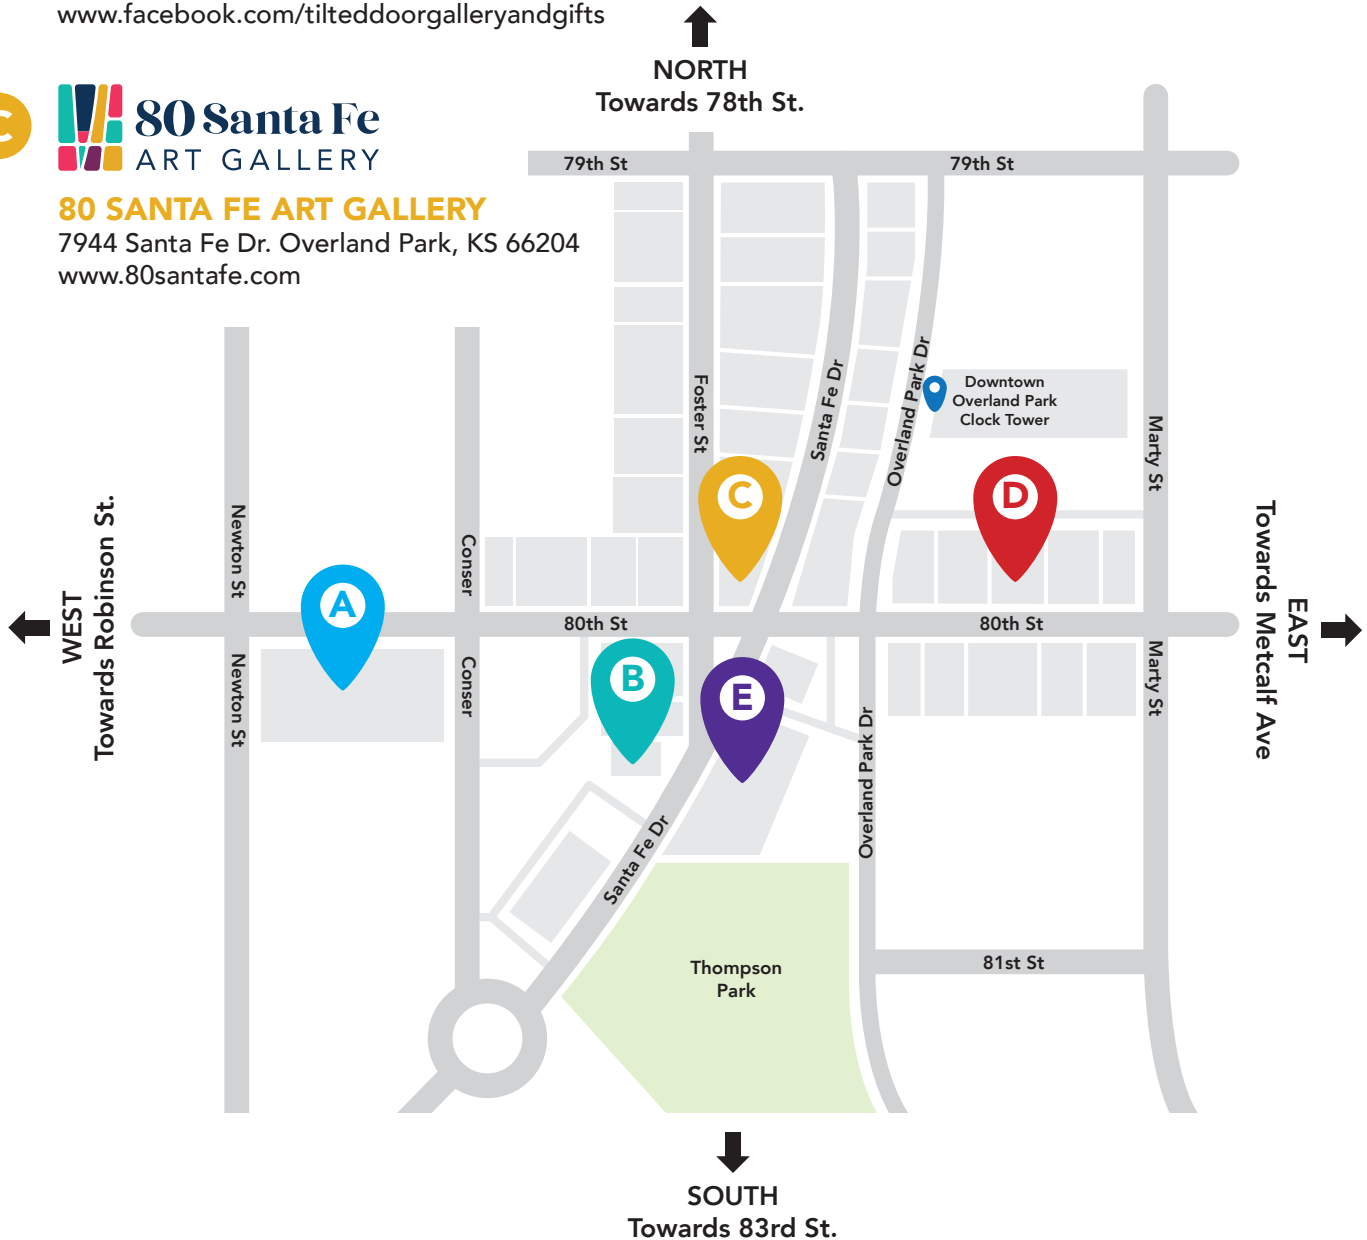 www.facebook.com/tilteddoorgalleryandgifts
NORTH
Towards 78th St.
C
80 Santa Fe
ART GALLERY
80 SANTA FE ART GALLERY
7944 Santa Fe Dr. Overland Park, KS 66204
www.80santafe.com
79th St
79th St
Foster St
Santa Fe Dr
Overland Park Dr
Downtown
Overland Park
Clock Tower
Marty St
C
D
WEST
Towards Robinson St.
Newton St
Conser
A
80th St
80th St
EAST
Towards Metcalf Ave
Newton St
Conser
B
E
Marty St
Overland Park Dr
Santa Fe Dr
Thompson
Park
81st St
SOUTH
Towards 83rd St.